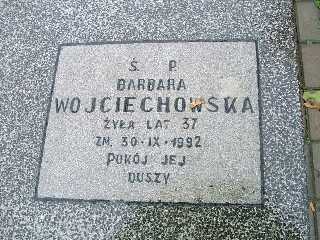 Ś. P.
BARBARA
WOJCIECHOWSKA
ŻYŁA LAT 37
ZM. 30-IX-1992
POKÓJ JEJ
DUSZY